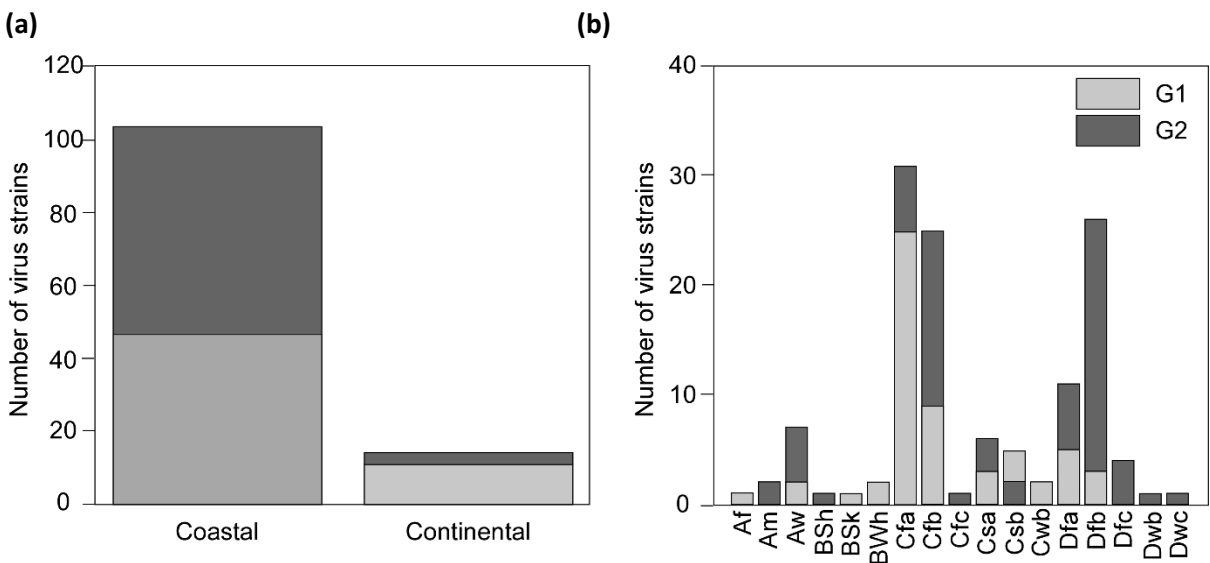 (a)
Number of virus strains
120
100
80
60
40
20
0
Coastal
Continental
(b)
Number of virus strains
40
30
20
10
0
G1
G2
Af
Am
Aw
BSh
BSk
BWh
Cfa
Cfb
Cfc
Csa
Csb
Cwb
Dfa
Dfb
Dfc
Dwb
Dwc